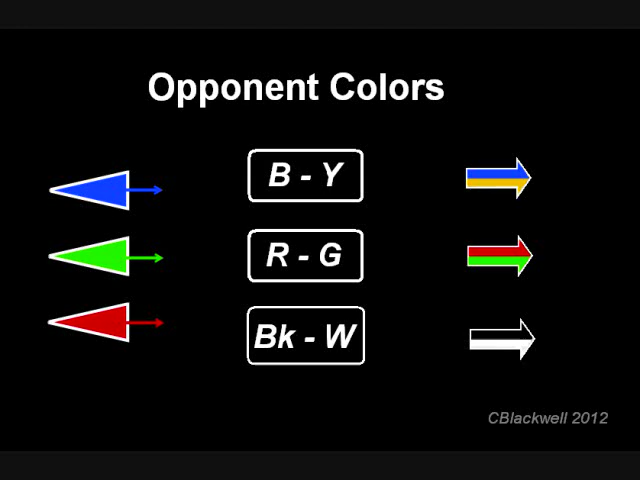 Opponent Colors
B - Y
R - G
Bk - W
CBlackwell 2012